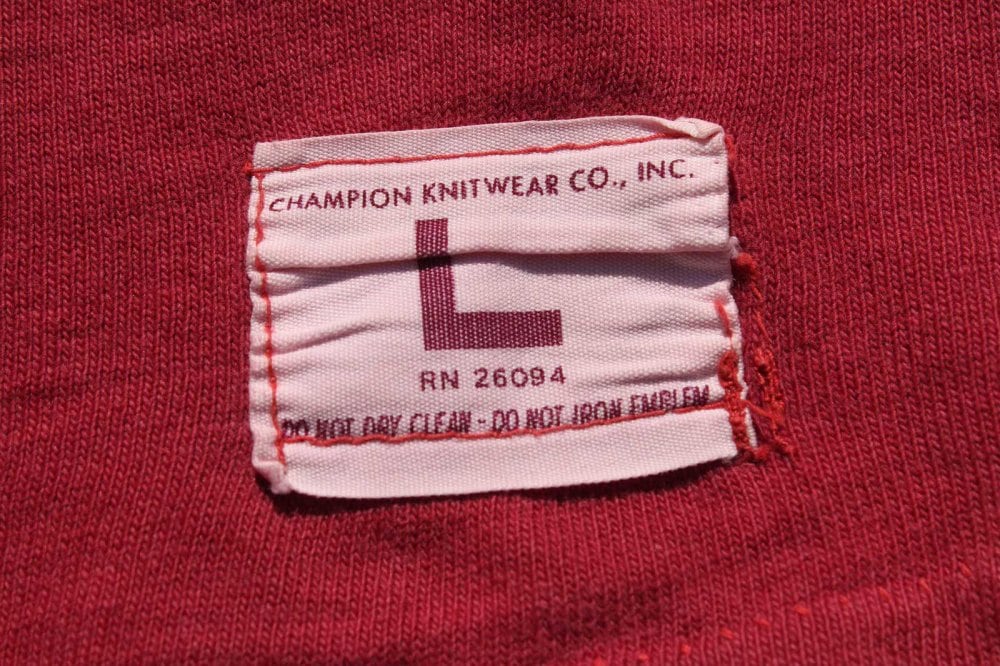 CHAMPION KNITWEAR CO., INC.
L
RN 26094
DO NOT DRY CLEAN - DO NOT IRON EMBLEM